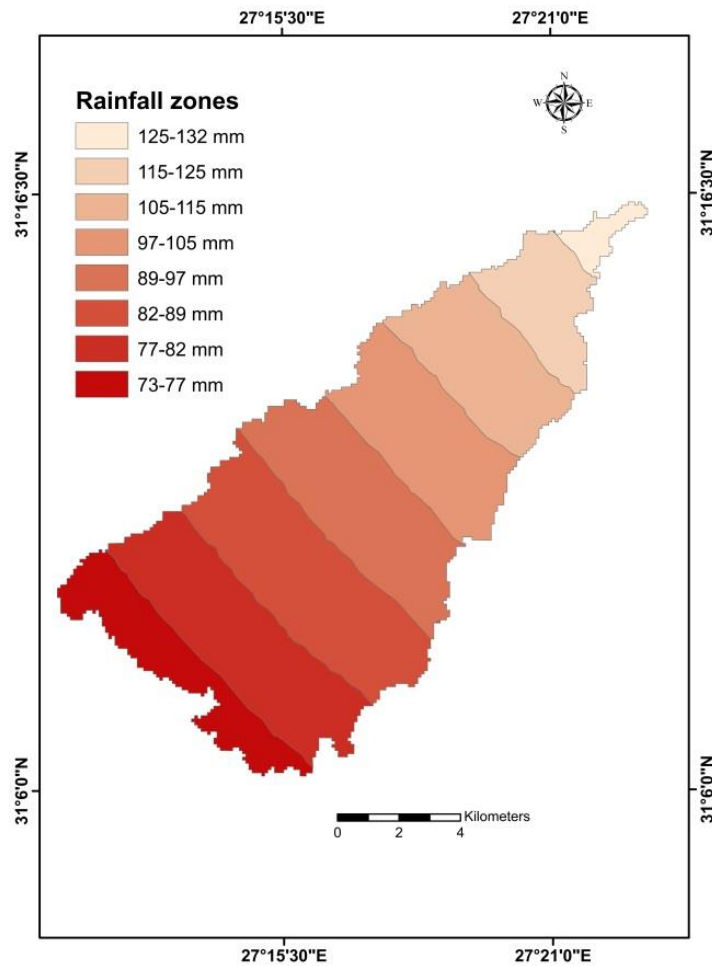 27°15'30"E 27°21'0"E
N
W E
S
Rainfall zones
125-132 mm
115-125 mm
105-115 mm
97-105 mm
89-97 mm
82-89 mm
77-82 mm
73-77 mm
31°16'30"N 31°16'30"N
31°6'0"N 31°6'0"N
Kilometers
0 2 4
27°15'30"E 27°21'0"E